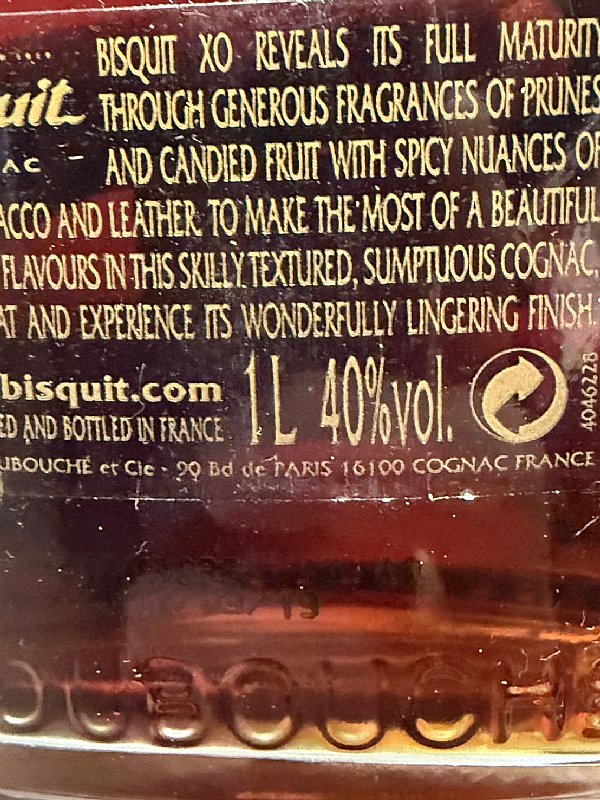 BISQUIT XO REVEALS ITS FULL MATURITY
uit THROUGH GENEROUS FRAGRANCES OF PRUNES
AC - AND CANDIED FRUIT WITH SPICY NUANCES OF
ACCO AND LEATHER. TO MAKE THE MOST OF A BEAUTIFUL
FLAVOURS IN THIS SKILLY TEXTURED, SUMPTUOUS COGNAC,
AT AND EXPERIENCE ITS WONDERFULLY LINGERING FINISH.
bisquit.com 1L 40%vol.
ED AND BOTTLED IN FRANCE
4046228
UBOUCHÉ et Cie - 20 Bd de PARIS 16100 COGNAC FRANCE
OUBOUCH